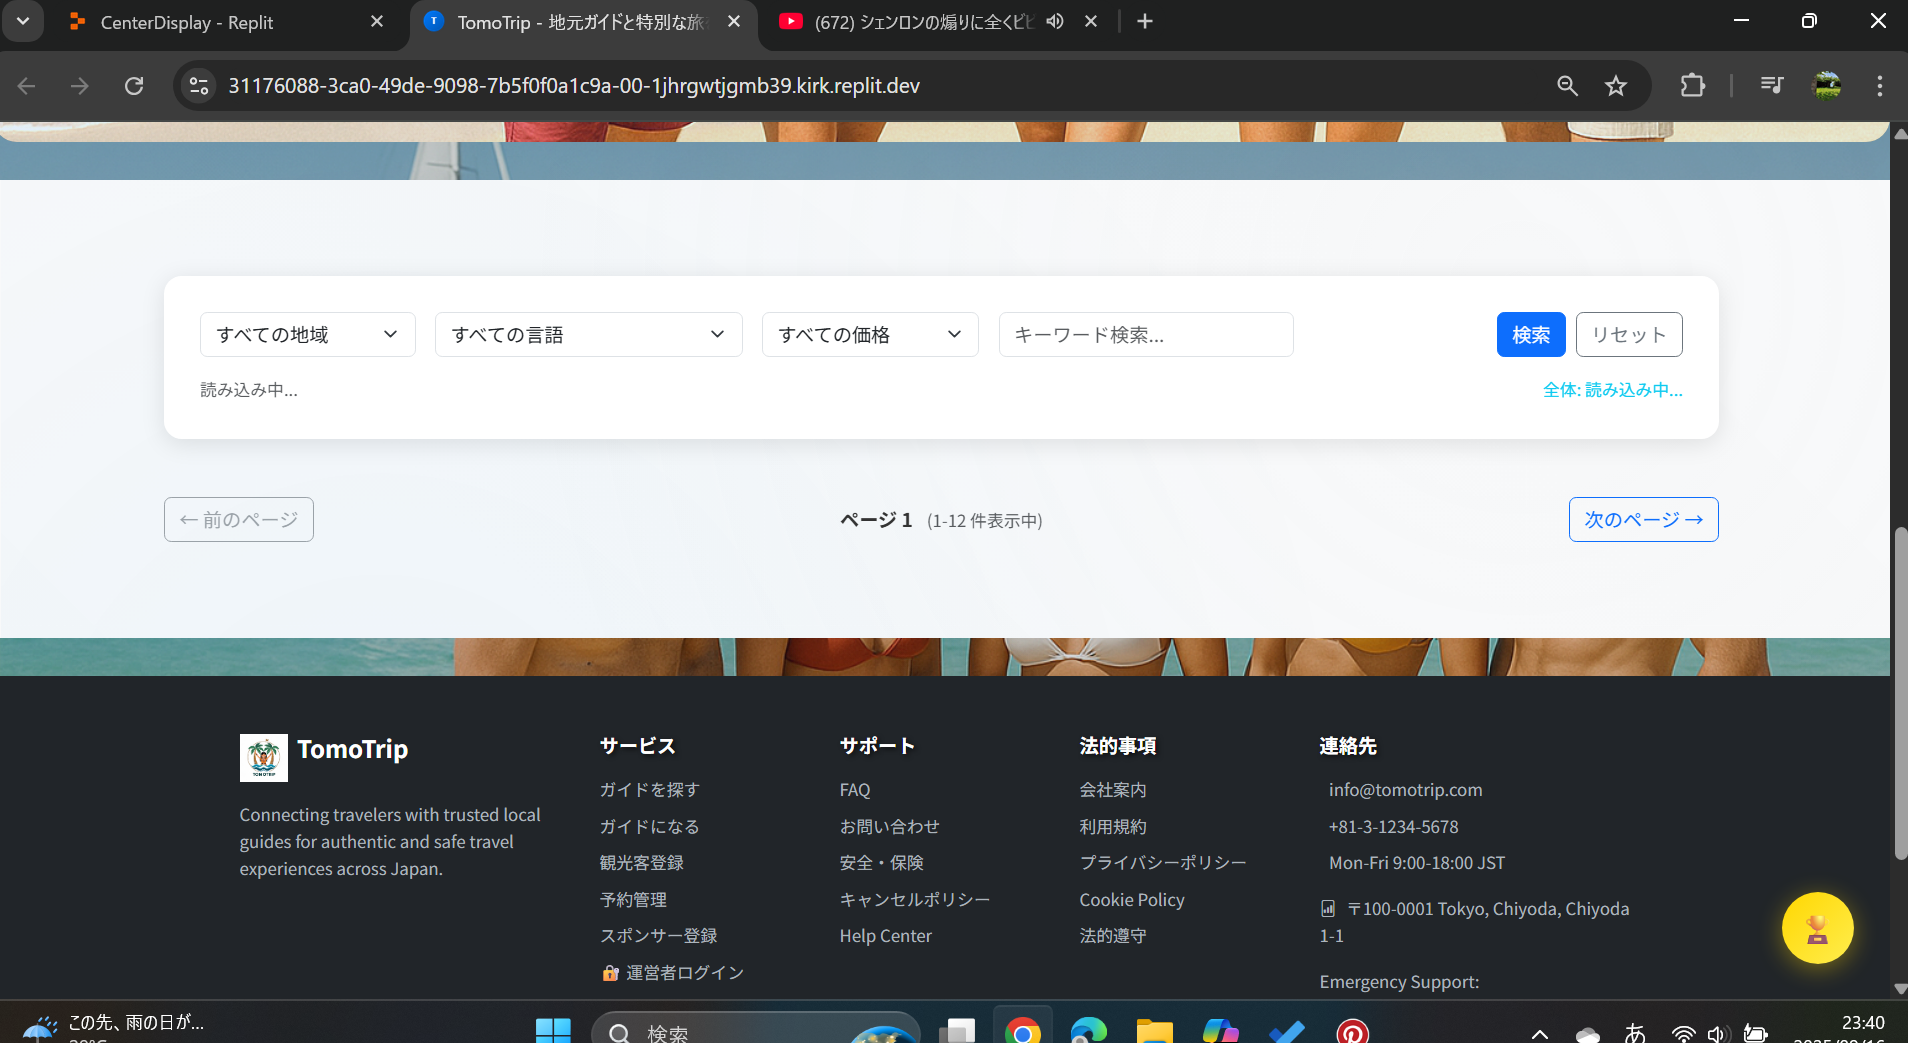 CenterDisplay - Replit
TomoTrip - 地元ガイドと特別な旅
(672) シェンロンの煽りに全くビビ
31176088-3ca0-49de-9098-7b5f0f0a1c9a-00-1jhrgwtjgmb39.kirk.replit.dev
すべての地域
すべての言語
すべての価格
キーワード検索...
検索
リセット
読み込み中...
全体: 読み込み中...
← 前のページ
ページ 1 (1-12 件表示中)
次のページ →
TomoTrip
Connecting travelers with trusted local
guides for authentic and safe travel
experiences across Japan.
サービス
ガイドを探す
ガイドになる
観光客登録
予約管理
スポンサー登録
運営者ログイン
サポート
FAQ
お問い合わせ
安全・保険
キャンセルポリシー
Help Center
法的事項
会社案内
利用規約
プライバシーポリシー
Cookie Policy
法的遵守
連絡先
info@tomotrip.com
+81-3-1234-5678
Mon-Fri 9:00-18:00 JST
〒100-0001 Tokyo, Chiyoda, Chiyoda
1-1
Emergency Support:
この先、雨の日が...
検索
あ
23:40